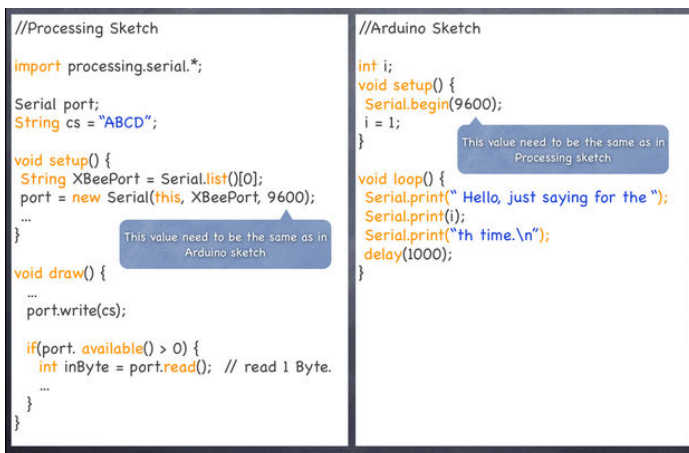 //Processing Sketch
import processing.serial.*;
Serial port;
String cs = "ABCD";
void setup() {
String XBeePort = Serial.list()[0];
port = new Serial(this, XBeePort, 9600);
...
}
This value need to be the same as in
Arduino sketch
void draw() {
...
port.write(cs);
if(port. available() > 0) {
int inByte = port.read(); // read 1 Byte.
...
}
}
//Arduino Sketch
int i;
void setup() {
Serial.begin(9600);
i = 1;
}
This value need to be the same as in
Processing sketch
void loop() {
Serial.print(" Hello, just saying for the ");
Serial.print(i);
Serial.print("th time.\n");
delay(1000);
}